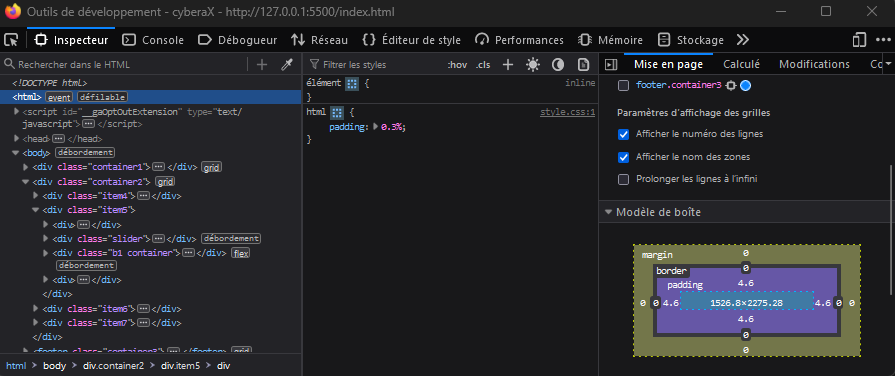 Outils de développement - cyberaX - http://127.0.0.1:5500/index.html
Inspecteur Console Débogueur Réseau Éditeur de style Performances Mémoire Stockage
Rechercher dans le HTML
<!DOCTYPE html>
<html> event défilable
<script id="__gaOptOutExtension" type="text/
javascript"> </script>
<head> </head>
<body> débordement
<div class="container1"> </div> grid
<div class="container2"> grid
<div class="item4"> </div>
<div class="item5">
<div> </div>
<div class="slider"> </div> débordement
<div class="b1 container"> </div> flex
débordement
<div> </div>
</div>
<div class="item6"> </div>
<div class="item7"> </div>
</div>
<footer class="container3"> </footer> grid
html body div.container2 div.item5 div
Filtrer les styles :hov .cls
élément { inline
}
html { style.css:1
padding: 0.3%;
}
Mise en page Calculé Modifications Co
footer.container3
Paramètres d'affichage des grilles
Afficher le numéro des lignes
Afficher le nom des zones
Prolonger les lignes à l'infini
Modèle de boîte
margin 0
border 0
padding 4.6
0 0 4.6 1526.8×2275.28 4.6 0 0
4.6
0
0